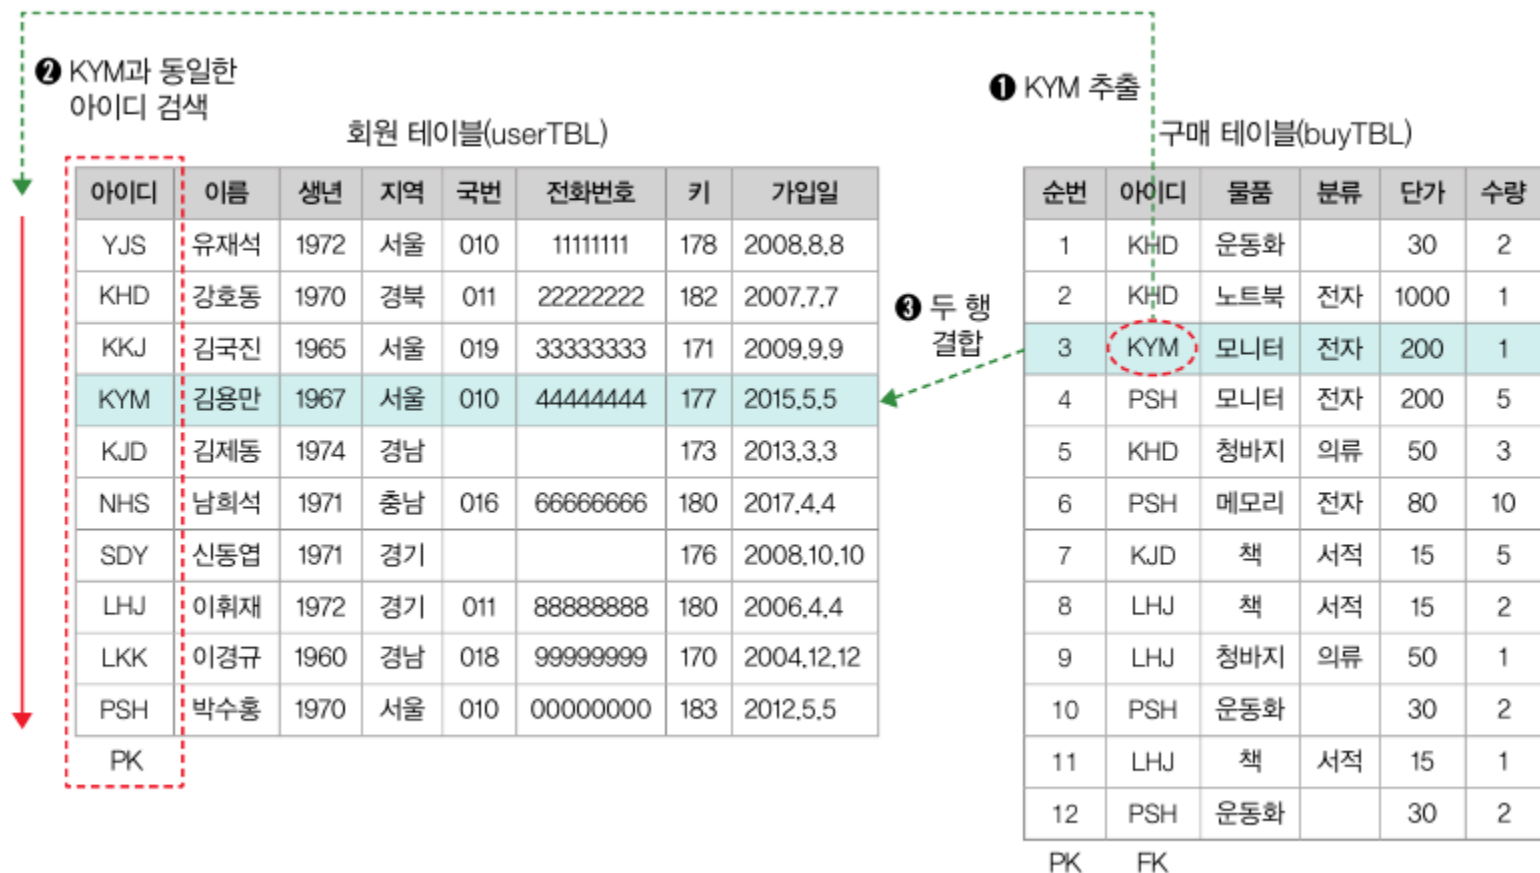 ❷ KYM과 동일한
아이디 검색
❶ KYM 추출
회원 테이블(userTBL)
아이디 이름 생년 지역 국번 전화번호 키 가입일
YJS 유재석 1972 서울 010 11111111 178 2008.8.8
KHD 강호동 1970 경북 011 22222222 182 2007.7.7
KKJ 김국진 1965 서울 019 33333333 171 2009.9.9
KYM 김용만 1967 서울 010 44444444 177 2015.5.5
KJD 김제동 1974 경남 173 2013.3.3
NHS 남희석 1971 충남 016 66666666 180 2017.4.4
SDY 신동엽 1971 경기 176 2008.10.10
LHJ 이휘재 1972 경기 011 88888888 180 2006.4.4
LKK 이경규 1960 경남 018 99999999 170 2004.12.12
PSH 박수홍 1970 서울 010 00000000 183 2012.5.5
PK
❸ 두 행
결합
구매 테이블(buyTBL)
순번 아이디 물품 분류 단가 수량
1 KHD 운동화 30 2
2 KHD 노트북 전자 1000 1
3 KYM 모니터 전자 200 1
4 PSH 모니터 전자 200 5
5 KHD 청바지 의류 50 3
6 PSH 메모리 전자 80 10
7 KJD 책 서적 15 5
8 LHJ 책 서적 15 2
9 LHJ 청바지 의류 50 1
10 PSH 운동화 30 2
11 LHJ 책 서적 15 1
12 PSH 운동화 30 2
PK FK